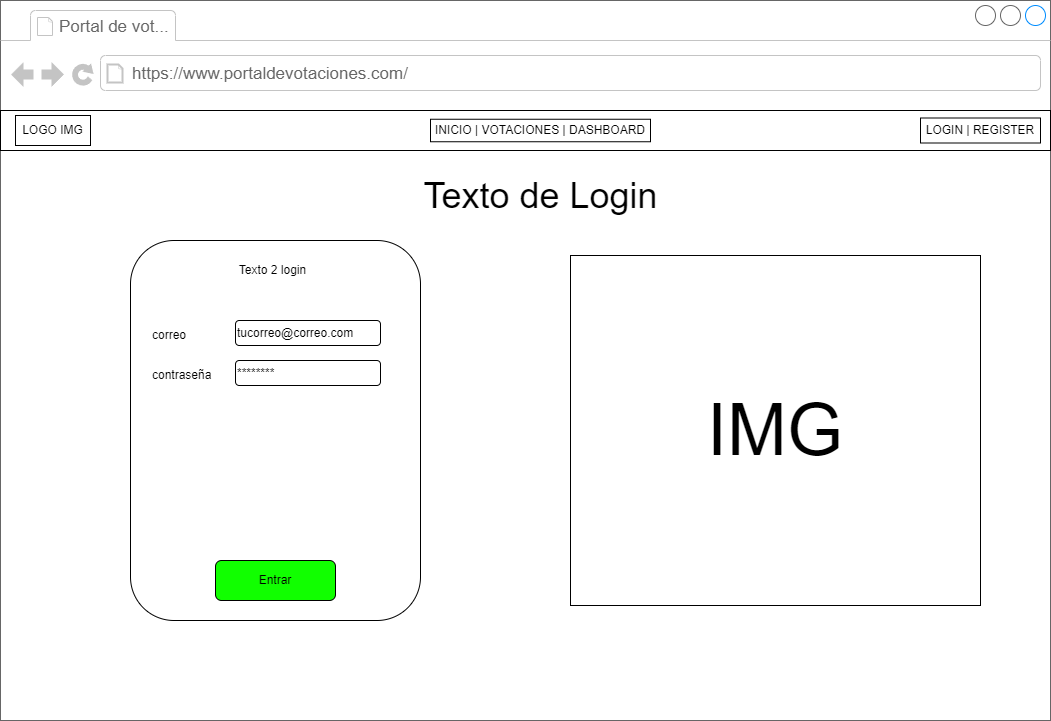 Portal de vot...
https://www.portaldevotaciones.com/
LOGO IMG
INICIO | VOTACIONES | DASHBOARD
LOGIN | REGISTER
Texto de Login
Texto 2 login
correo
tucorreo@correo.com
contraseña
********
Entrar
IMG